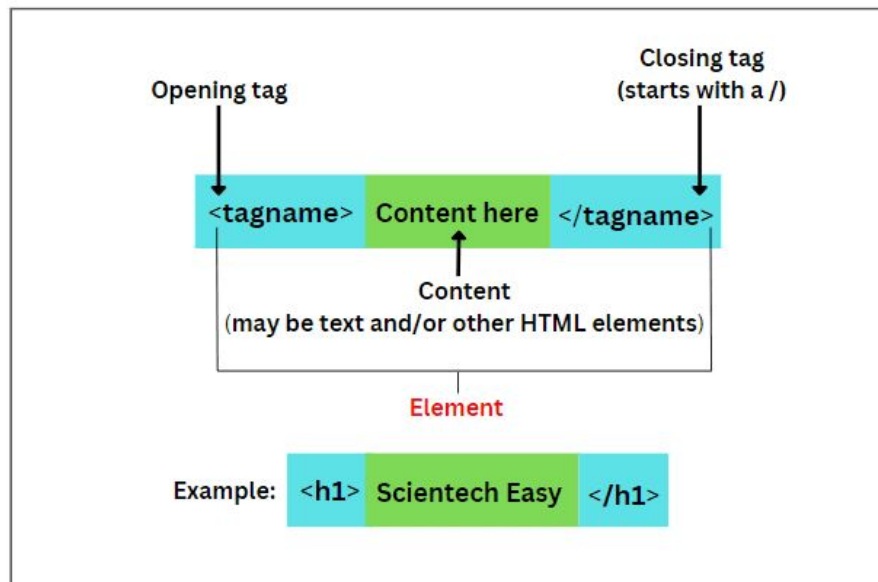 Opening tag
Closing tag
(starts with a /)
<tagname> Content here </tagname>
Content
(may be text and/or other HTML elements)
Element
Example: <h1> Scientech Easy </h1>